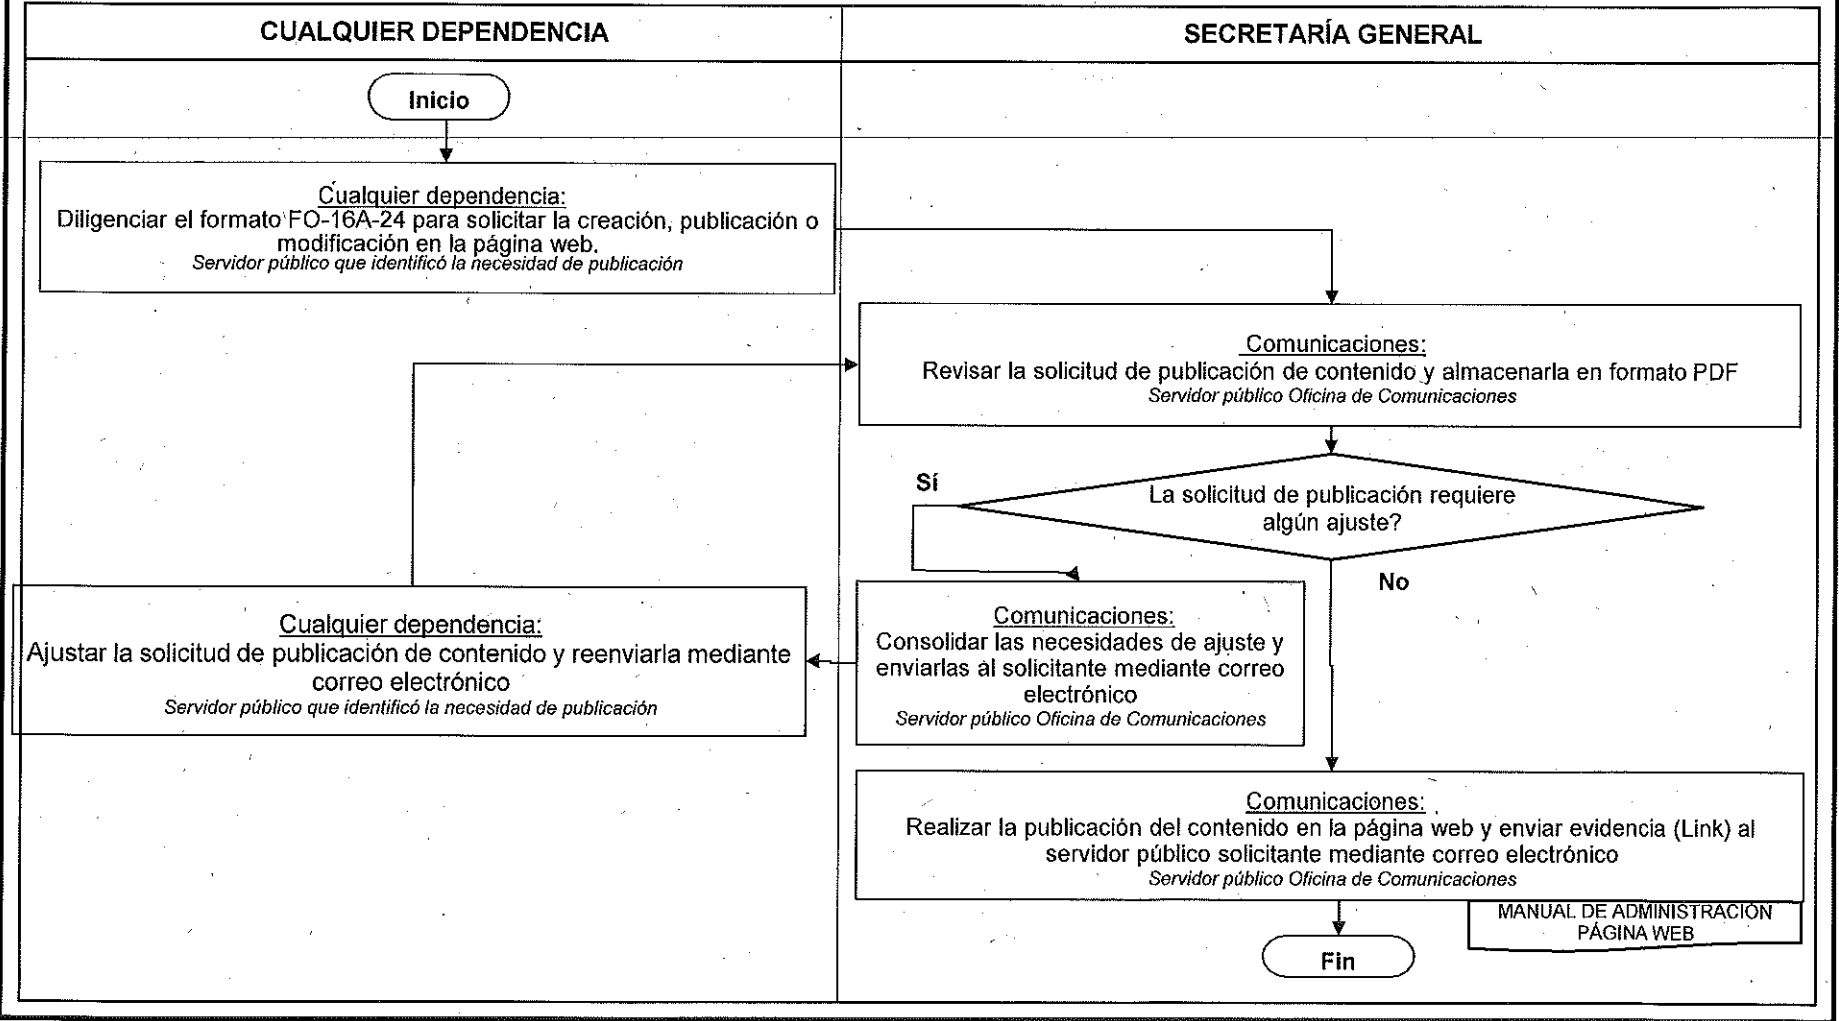 CUALQUIER DEPENDENCIA
SECRETARÍA GENERAL
Inicio
Cualquier dependencia:
Diligenciar el formato FO-16A-24 para solicitar la creación, publicación o
modificación en la página web.
Servidor público que identificó la necesidad de publicación
Comunicaciones:
Revisar la solicitud de publicación de contenido y almacenarla en formato PDF
Servidor público Oficina de Comunicaciones
La solicitud de publicación requiere
algún ajuste?
Sí
No
Comunicaciones:
Consolidar las necesidades de ajuste y
enviarlas al solicitante mediante correo
electrónico
Servidor público Oficina de Comunicaciones
Cualquier dependencia:
Ajustar la solicitud de publicación de contenido y reenviarla mediante
correo electrónico
Servidor público que identificó la necesidad de publicación
Comunicaciones:
Realizar la publicación del contenido en la página web y enviar evidencia (Link) al
servidor público solicitante mediante correo electrónico
Servidor público Oficina de Comunicaciones
MANUAL DE ADMINISTRACIÓN
PÁGINA WEB
Fin